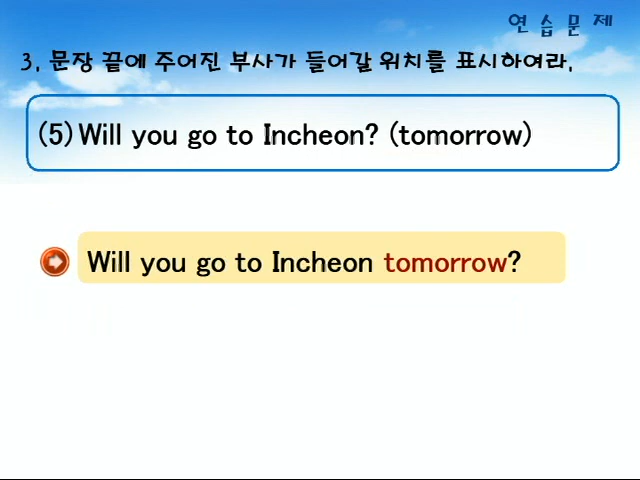 연습문제
3. 문장 끝에 주어진 부사가 들어갈 위치를 표시하여라.
(5) Will you go to Incheon? (tomorrow)
Will you go to Incheon tomorrow?